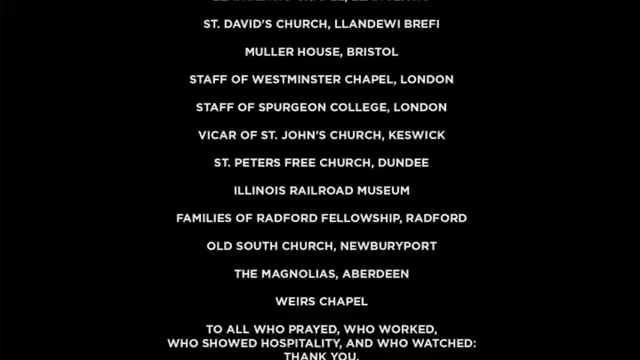 ST. DAVID'S CHURCH, LLANDEWI BREFI
MULLER HOUSE, BRISTOL
STAFF OF WESTMINSTER CHAPEL, LONDON
STAFF OF SPURGEON COLLEGE, LONDON
VICAR OF ST. JOHN'S CHURCH, KESWICK
ST. PETERS FREE CHURCH, DUNDEE
ILLINOIS RAILROAD MUSEUM
FAMILIES OF RADFORD FELLOWSHIP, RADFORD
OLD SOUTH CHURCH, NEWBURYPORT
THE MAGNOLIAS, ABERDEEN
WEIRS CHAPEL
TO ALL WHO PRAYED, WHO WORKED,
WHO SHOWED HOSPITALITY, AND WHO WATCHED:
THANK YOU.